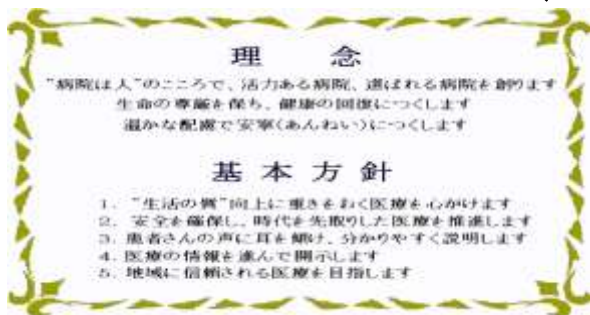 理　念
"病院は人"のこころで、活力ある病院、選ばれる病院を創ります
生命の尊厳を保ち、健康の回復につくします
温かな配慮で安寧(あんねい)につくします
基 本 方 針
1. "生活の質"向上に重きをおく医療を心がけます
2. 安全を確保し、時代を先取りした医療を推進します
3. 患者さんの声に耳を傾け、分かりやすく説明します
4. 医療の情報を進んで開示します
5. 地域に信頼される医療を目指します